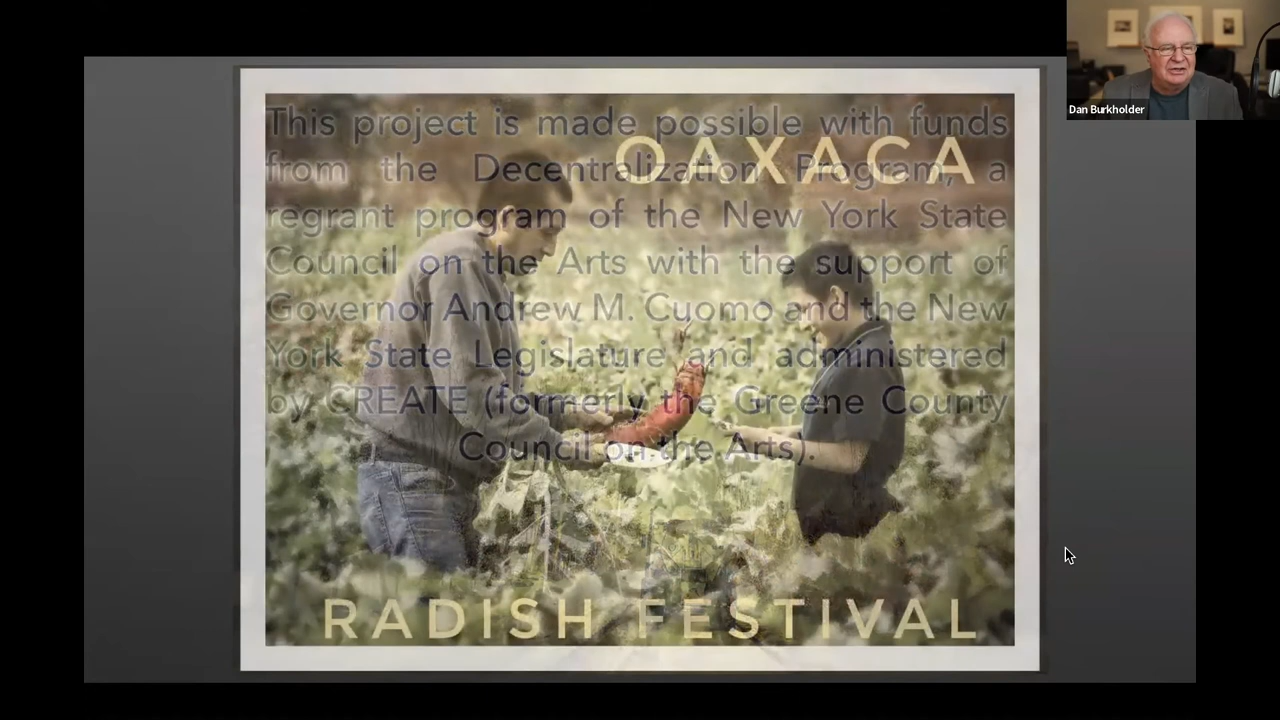 This project is made possible with funds
OAXACA
from the Decentralization Program, a
regrant program of the New York State
Council on the Arts with the support of
Governor Andrew M. Cuomo and the New
York State Legislature and administered
by CREATE (formerly the Greene County
Council on the Arts).
RADISH FESTIVAL
Dan Burkholder